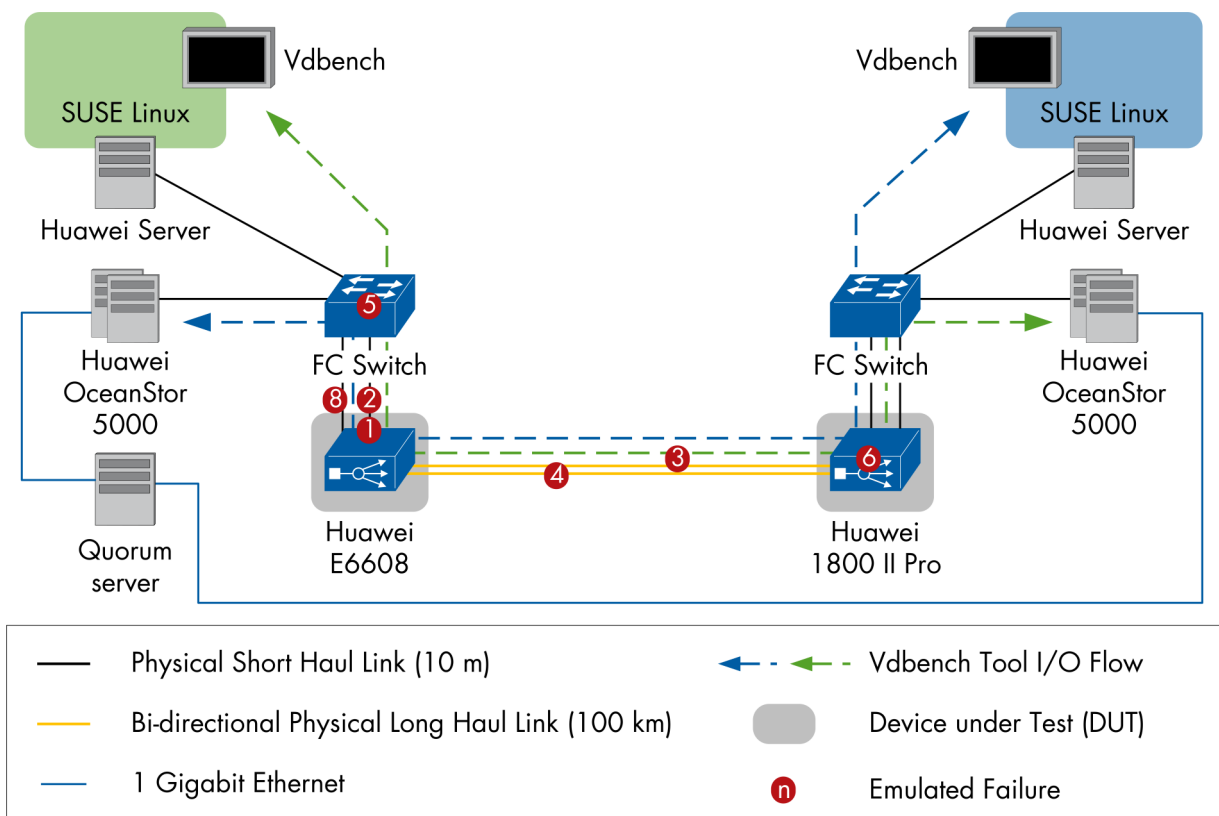 Vdbench
SUSE Linux
Huawei Server
Vdbench
SUSE Linux
Huawei Server
5
FC Switch
FC Switch
Huawei
OceanStor
5000
Huawei
OceanStor
5000
8
2
1
3
4
6
Huawei
E6608
Huawei
1800 II Pro
Quorum
server
Physical Short Haul Link (10 m)
Vdbench Tool I/O Flow
Bi-directional Physical Long Haul Link (100 km)
Device under Test (DUT)
1 Gigabit Ethernet
n
Emulated Failure